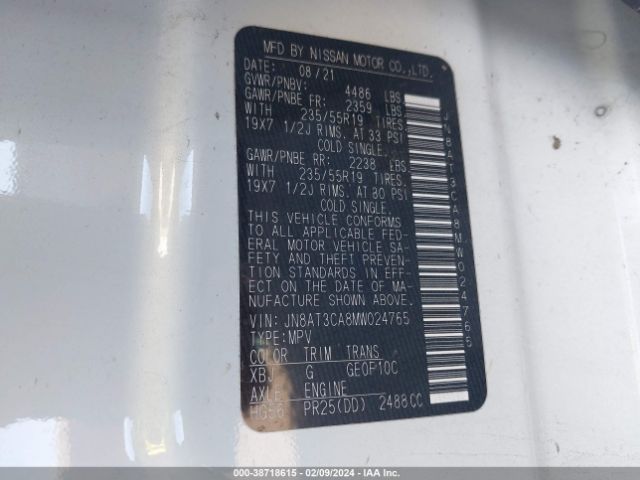 MFD BY NISSAN MOTOR CO.,LTD.
DATE: 08/21
GVWR/PNBV: 4486 LBS
GAWR/PNBE FR: 2359 LBS
WITH 235/55R19 TIRES.
19X7 1/2J RIMS. AT 33 PSI
COLD SINGLE.
GAWR/PNBE RR: 2238 LBS
WITH 235/55R19 TIRES.
19X7 1/2J RIMS. AT 30 PSI
COLD SINGLE.
THIS VEHICLE CONFORMS
TO ALL APPLICABLE FED-
ERAL MOTOR VEHICLE SA-
FETY AND THEFT PREVEN-
TION STANDARDS IN EFF-
ECT ON THE DATE OF MA-
NUFACTURE SHOWN ABOVE.
VIN: JN8AT3CA8MW024765
TYPE:MPV
COLOR TRIM TRANS
XBJ G GE0F10C
AXLE ENGINE
HG56 PR25(DD) 2488CC
JN8AT3CA8MW024765
000-38718615 - 02/09/2024 - IAA Inc.